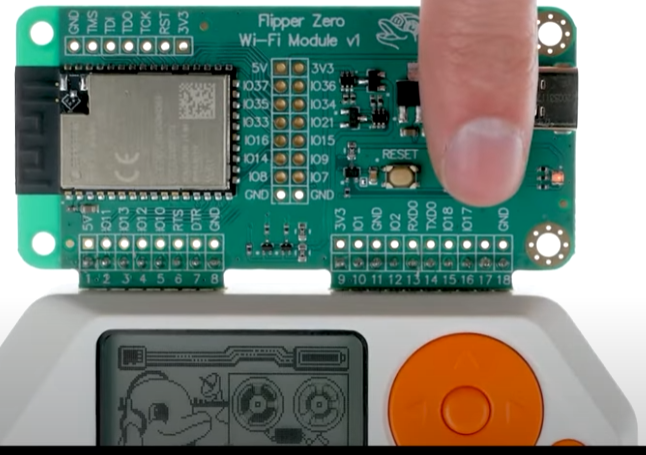 GND TMS TDI TDO TCK RST 3V3
Flipper Zero
Wi-Fi Module v1
5V 3V3
IO37 IO36
IO35 IO34
IO33 IO21
IO16 IO15
IO14 IO9
IO8 IO7
GND GND
CE
RESET
5V IO11 IO13 IO12 IO10 RTS DTR GND
3V3 IO1 GND IO2 RXD0 TXD0 IO18 IO17 GND
1 2 3 4 5 6 7 8
9 10 11 12 13 14 15 16 17 18